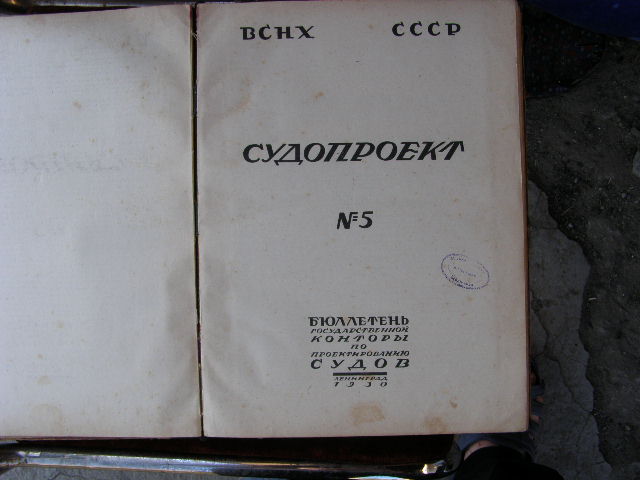 ВСНХ СССР
СУДОПРОЕКТ
№5
БЮЛЛЕТЕНЬ
ГОСУДАРСТВЕННОЙ
КОНТОРЫ
ПО
ПРОЕКТИРОВАНИЮ
СУДОВ
ЛЕНИНГРАД
1930